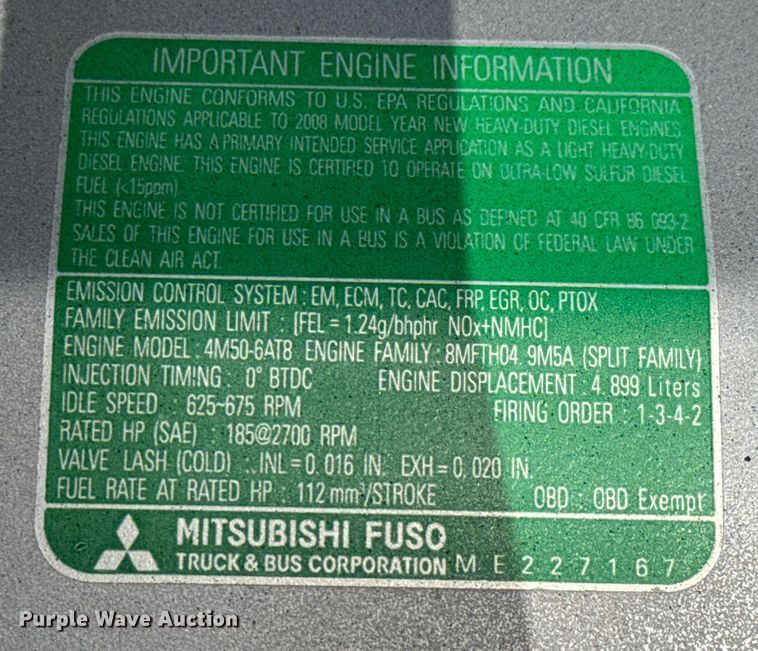 IMPORTANT ENGINE INFORMATION
THIS ENGINE CONFORMS TO U.S. EPA REGULATIONS AND CALIFORNIA
REGULATIONS APPLICABLE TO 2008 MODEL YEAR NEW HEAVY-DUTY DIESEL ENGINES
THIS ENGINE HAS A PRIMARY INTENDED SERVICE APPLICATION AS A LIGHT HEAVY-DUTY
DIESEL ENGINE. THIS ENGINE IS CERTIFIED TO OPERATE ON ULTRA-LOW SULFUR DIESEL
FUEL (<15ppm)
THIS ENGINE IS NOT CERTIFIED FOR USE IN A BUS AS DEFINED AT 40 CFR 86 093-2
SALES OF THIS ENGINE FOR USE IN A BUS IS A VIOLATION OF FEDERAL LAW UNDER
THE CLEAN AIR ACT.
EMISSION CONTROL SYSTEM : EM, ECM, TC, CAC, FRP, EGR, OC, PTOX
FAMILY EMISSION LIMIT : [FEL = 1.24g/bhphr NOx+NMHC]
ENGINE MODEL : 4M50-6AT8 ENGINE FAMILY : 8MFTH04. 9M5A (SPLIT FAMILY)
INJECTION TIMING : 0° BTDC ENGINE DISPLACEMENT : 4. 899 Liters
IDLE SPEED : 625~675 RPM FIRING ORDER : 1-3-4-2
RATED HP (SAE) : 185@2700 RPM
VALVE LASH (COLD) : INL = 0. 016 IN. EXH = 0. 020 IN.
FUEL RATE AT RATED HP : 112 mm³/STROKE OBD : OBD Exempt
MITSUBISHI FUSO
TRUCK & BUS CORPORATION ME227167
Purple Wave Auction